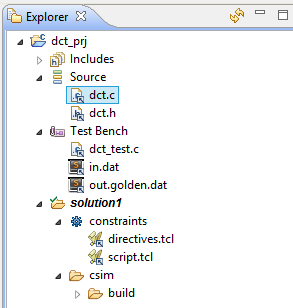 Explorer
dct_prj
Includes
Source
dct.c
dct.h
Test Bench
dct_test.c
in.dat
out.golden.dat
solution1
constraints
directives.tcl
script.tcl
csim
build